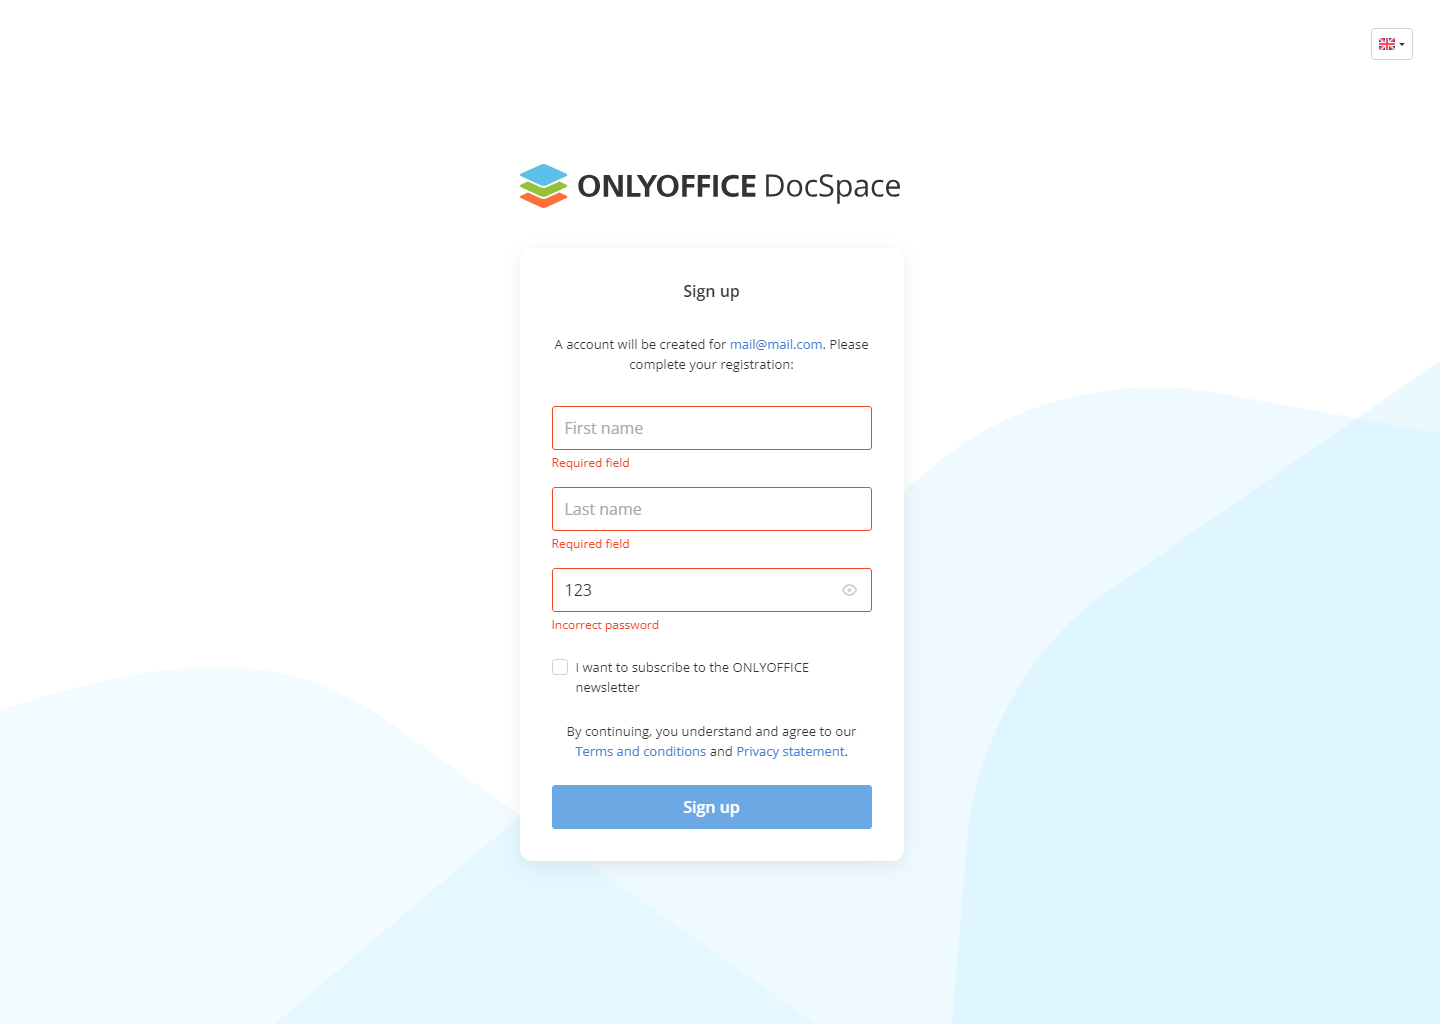 ONLYOFFICE DocSpace
Sign up
A account will be created for mail@mail.com. Please
complete your registration:
First name
Required field
Last name
Required field
123
Incorrect password
I want to subscribe to the ONLYOFFICE
newsletter
By continuing, you understand and agree to our
Terms and conditions and Privacy statement.
Sign up